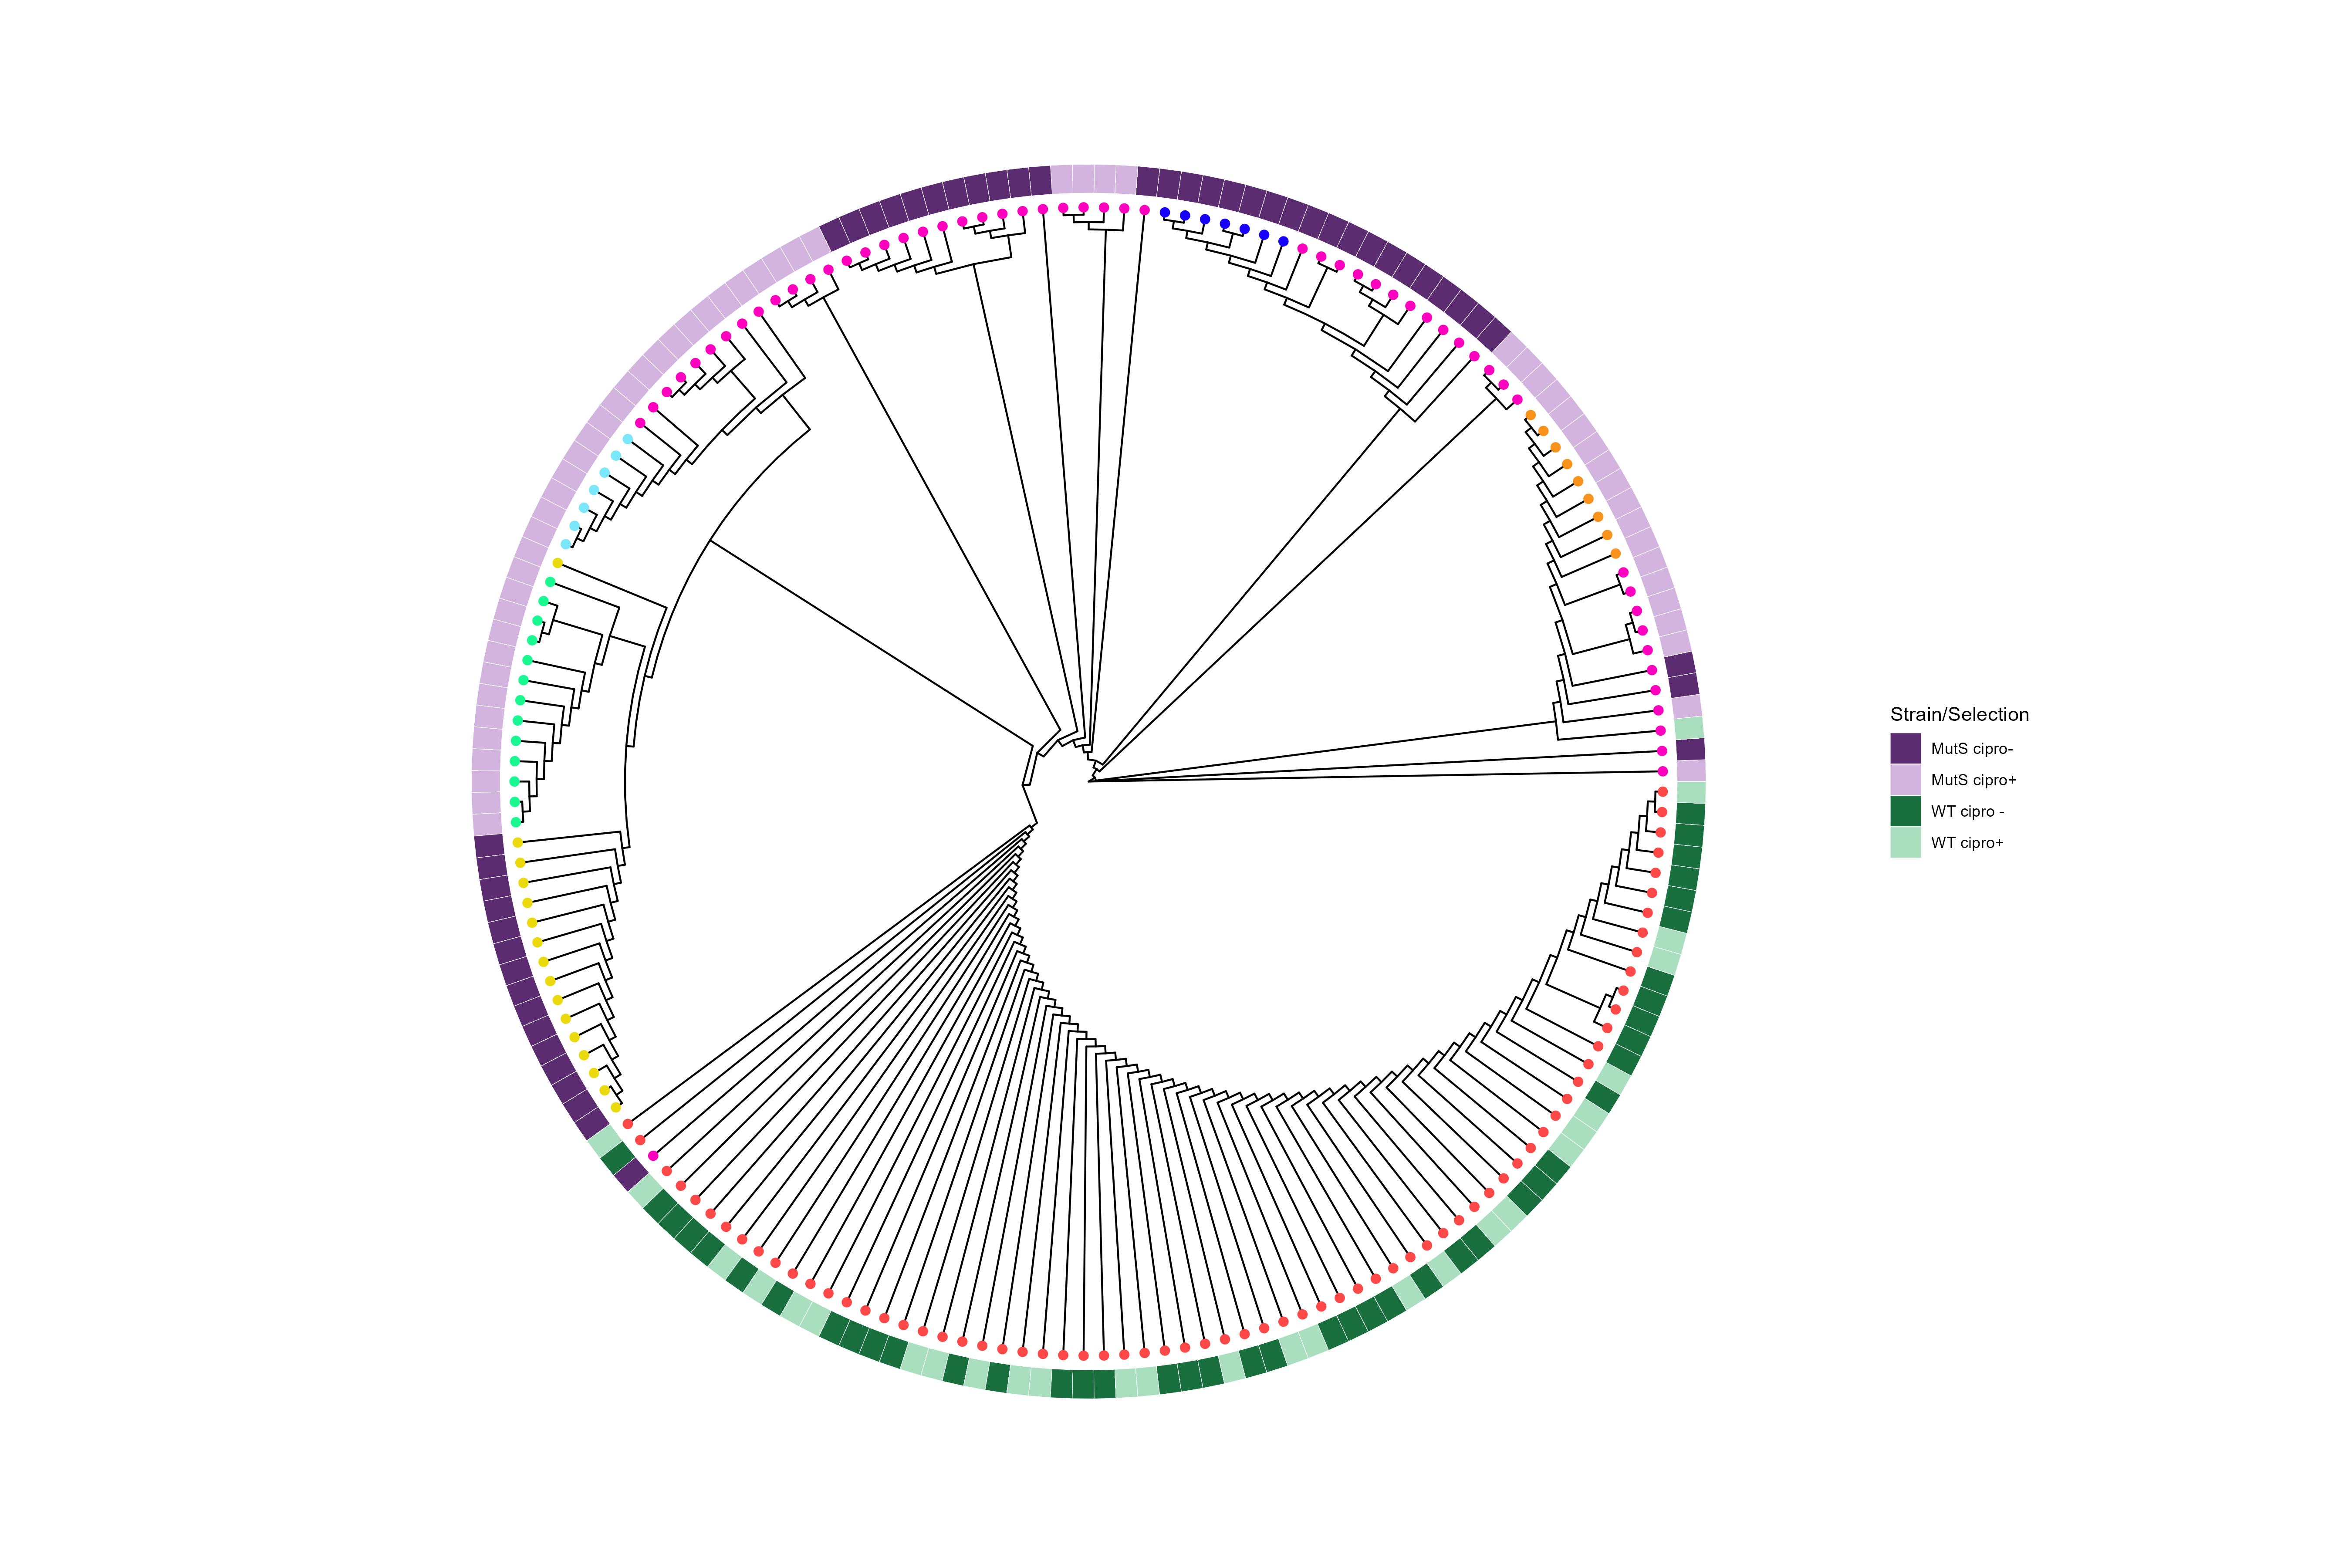 Strain/Selection
MutS cipro-
MutS cipro+
WT cipro -
WT cipro+